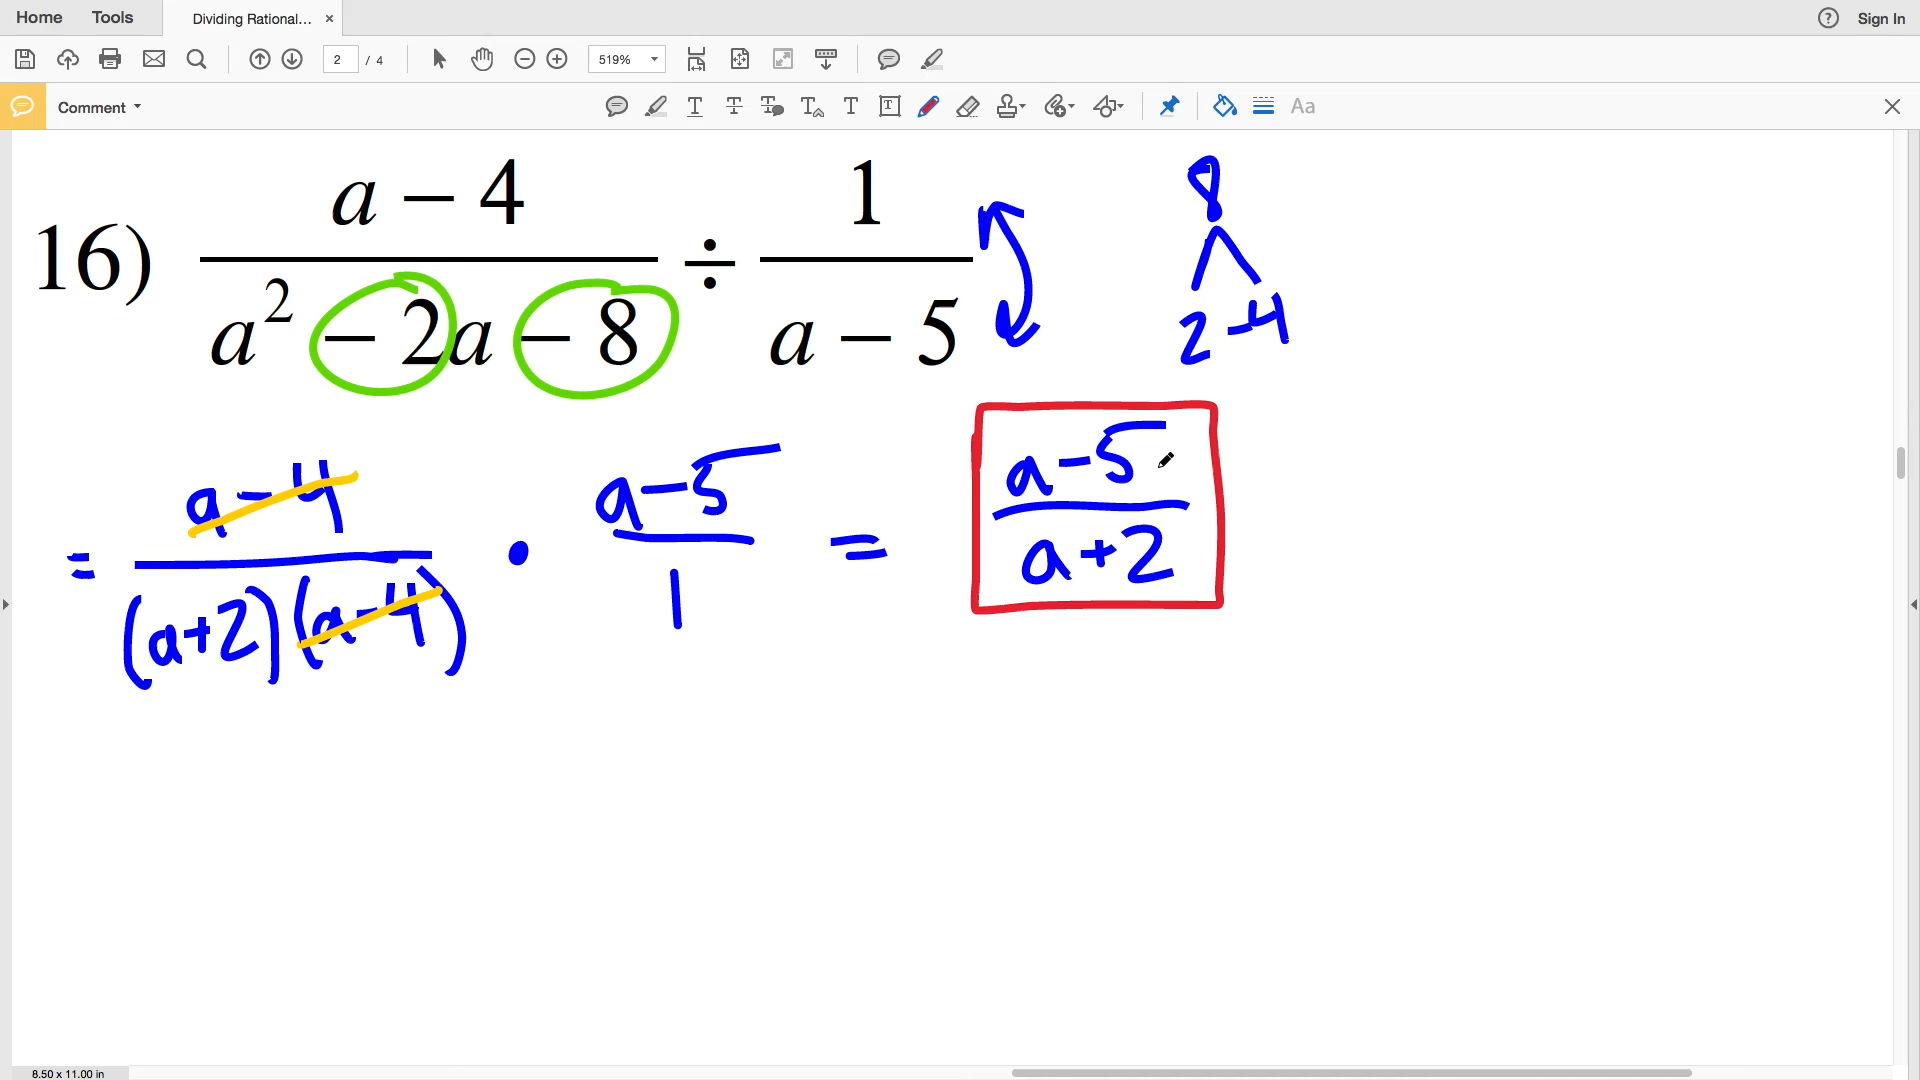 Home Tools Dividing Rational... × ? Sign In
2 / 4 519%
Comment T T T T T T Aa
16) (a − 4)/(a² − 2a − 8) ÷ 1/(a − 5)
8
2 -4
= (a-4)/((a+2)(a-4)) · (a-5)/1 = (a-5)/(a+2)
8.50 x 11.00 in